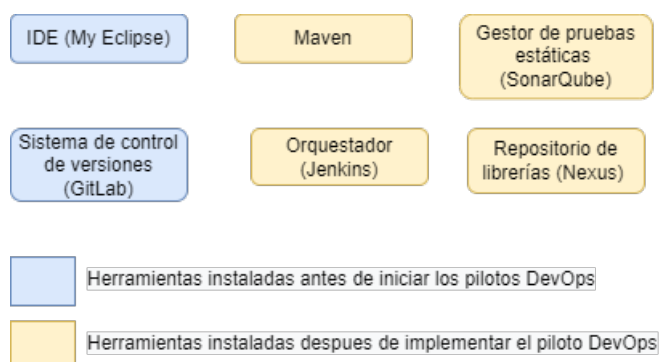 IDE (My Eclipse)
Maven
Gestor de pruebas
estáticas
(SonarQube)
Sistema de control
de versiones
(GitLab)
Orquestador
(Jenkins)
Repositorio de
librerías (Nexus)
Herramientas instaladas antes de iniciar los pilotos DevOps
Herramientas instaladas despues de implementar el piloto DevOps